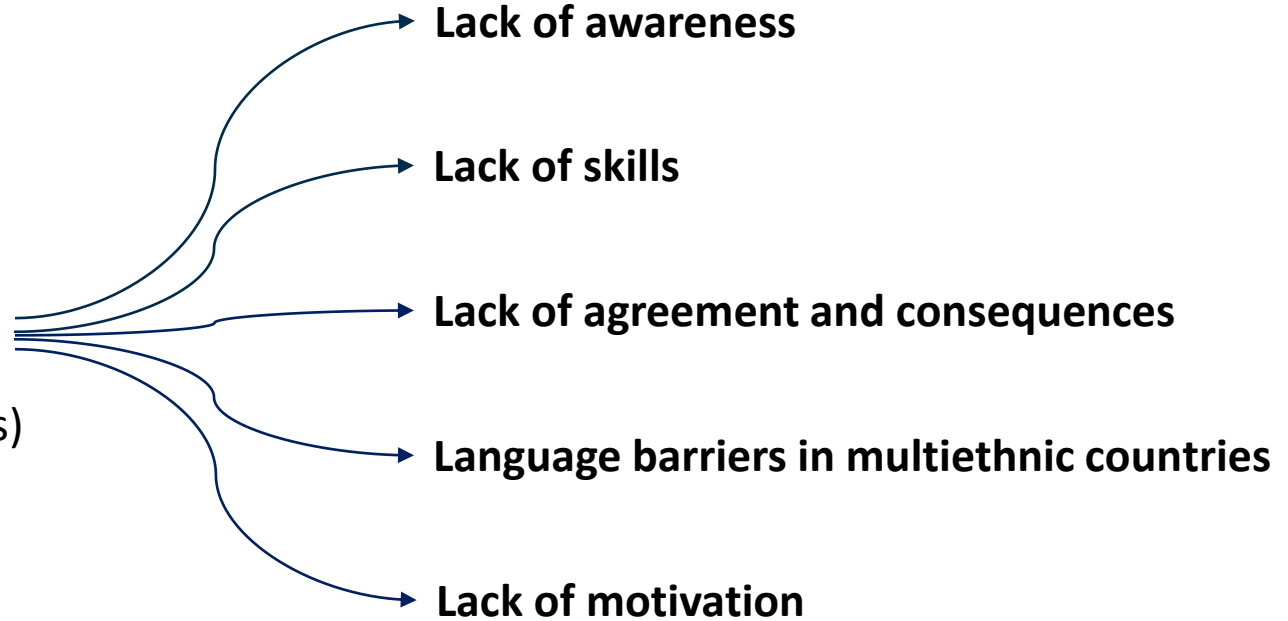 Lack of awareness
Lack of skills
Lack of agreement and consequences
s)
Language barriers in multiethnic countries
Lack of motivation